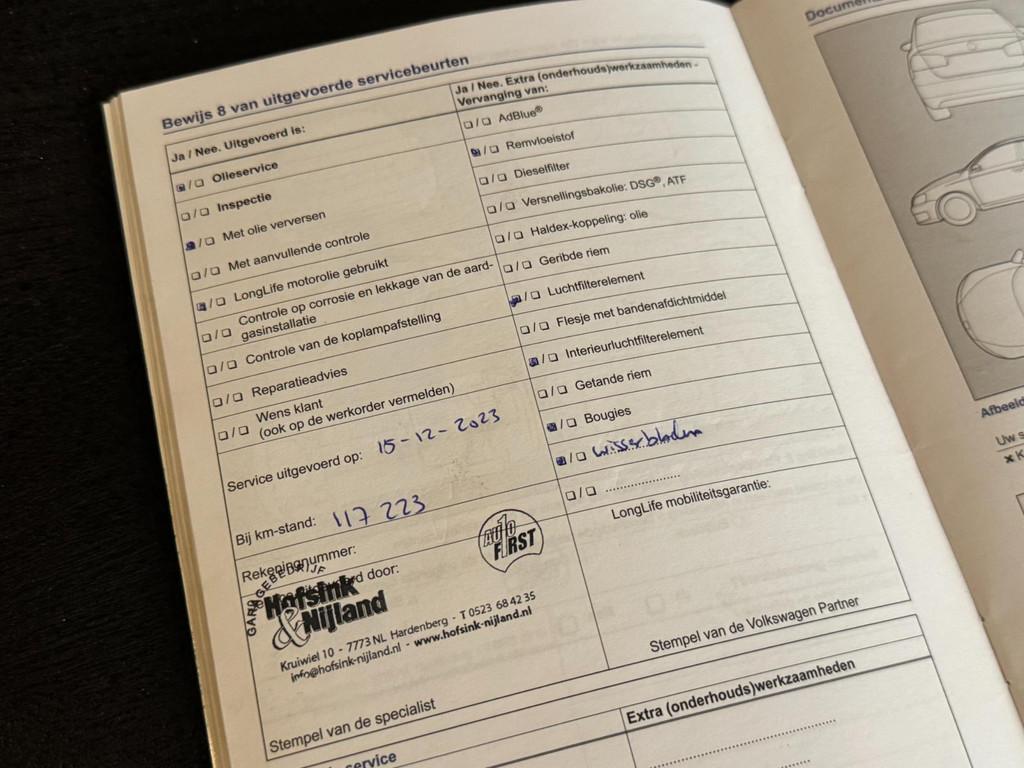 Bewijs 8 van uitgevoerde servicebeurten
Ja / Nee. Uitgevoerd is:
Olieservice
Inspectie
Met olie verversen
Met aanvullende controle
LongLife motorolie gebruikt
Controle op corrosie en lekkage van de aard-
gasinstallatie
Controle van de koplampafstelling
Reparatieadvies
Wens klant
(ook op de werkorder vermelden)
Service uitgevoerd op: 15-12-2023
Bij km-stand: 117 223
Rekeningnummer:
door:
GARAGEBEDRIJF
Hofsink
& Nijland
AUTO
FIRST
Kruiwiel 10 - 7773 NL Hardenberg - T 0523 68 42 35
info@hofsink-nijland.nl - www.hofsink-nijland.nl
Stempel van de specialist
Ja / Nee. Extra (onderhouds)werkzaamheden -
Vervanging van:
AdBlue®
Remvloeistof
Dieselfilter
Versnellingsbakolie: DSG®, ATF
Haldex-koppeling: olie
Geribde riem
Luchtfilterelement
Flesje met bandenafdichtmiddel
Interieurluchtfilterelement
Getande riem
Bougies
wisserbladen
LongLife mobiliteitsgarantie:
Stempel van de Volkswagen Partner
Extra (onderhouds)werkzaamheden
Uw